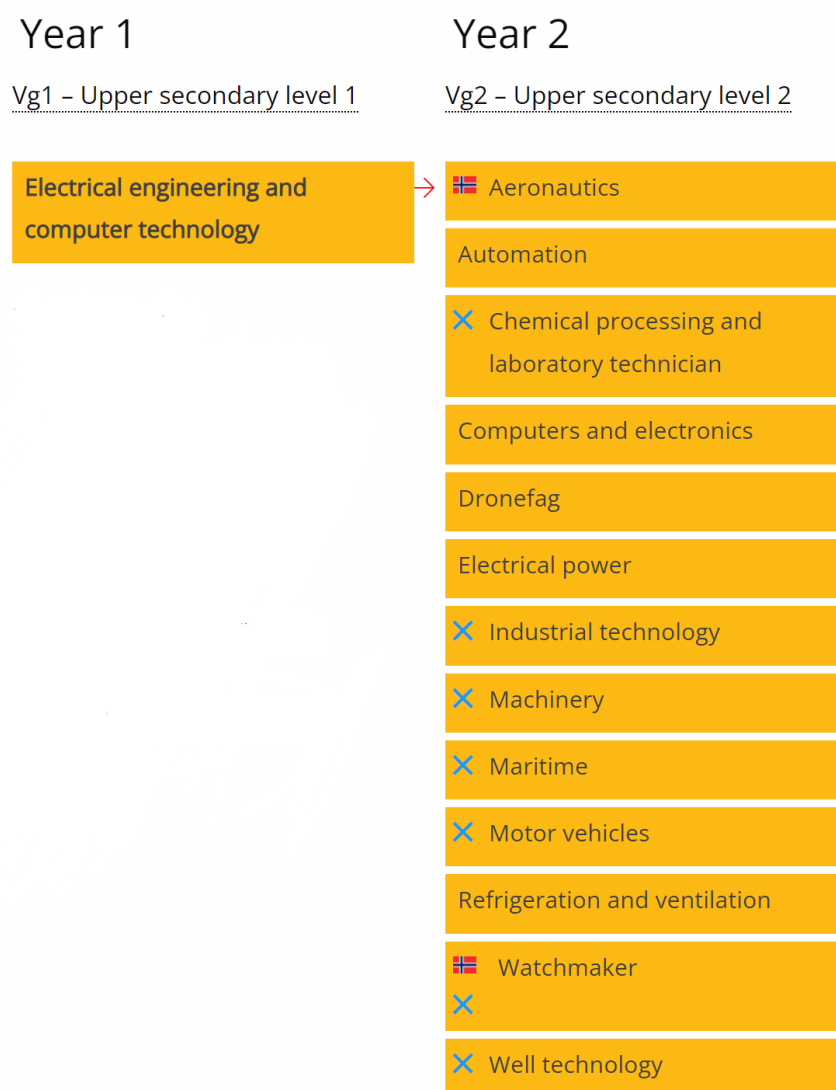 Year 1
Vg1 – Upper secondary level 1
Electrical engineering and
computer technology
Year 2
Vg2 – Upper secondary level 2
Aeronautics
Automation
Chemical processing and
laboratory technician
Computers and electronics
Dronefag
Electrical power
Industrial technology
Machinery
Maritime
Motor vehicles
Refrigeration and ventilation
Watchmaker
Well technology